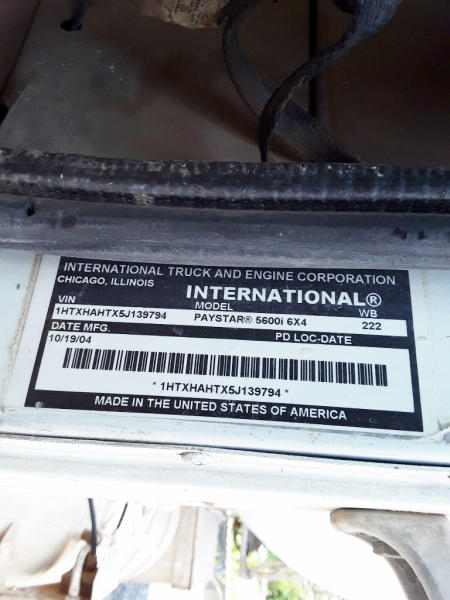 INTERNATIONAL TRUCK AND ENGINE CORPORATION
CHICAGO, ILLINOIS
INTERNATIONAL®
VIN MODEL WB
1HTXHAHTX5J139794 PAYSTAR® 5600i 6X4 222
DATE MFG. PD LOC-DATE
10/19/04
* 1HTXHAHTX5J139794 *
MADE IN THE UNITED STATES OF AMERICA